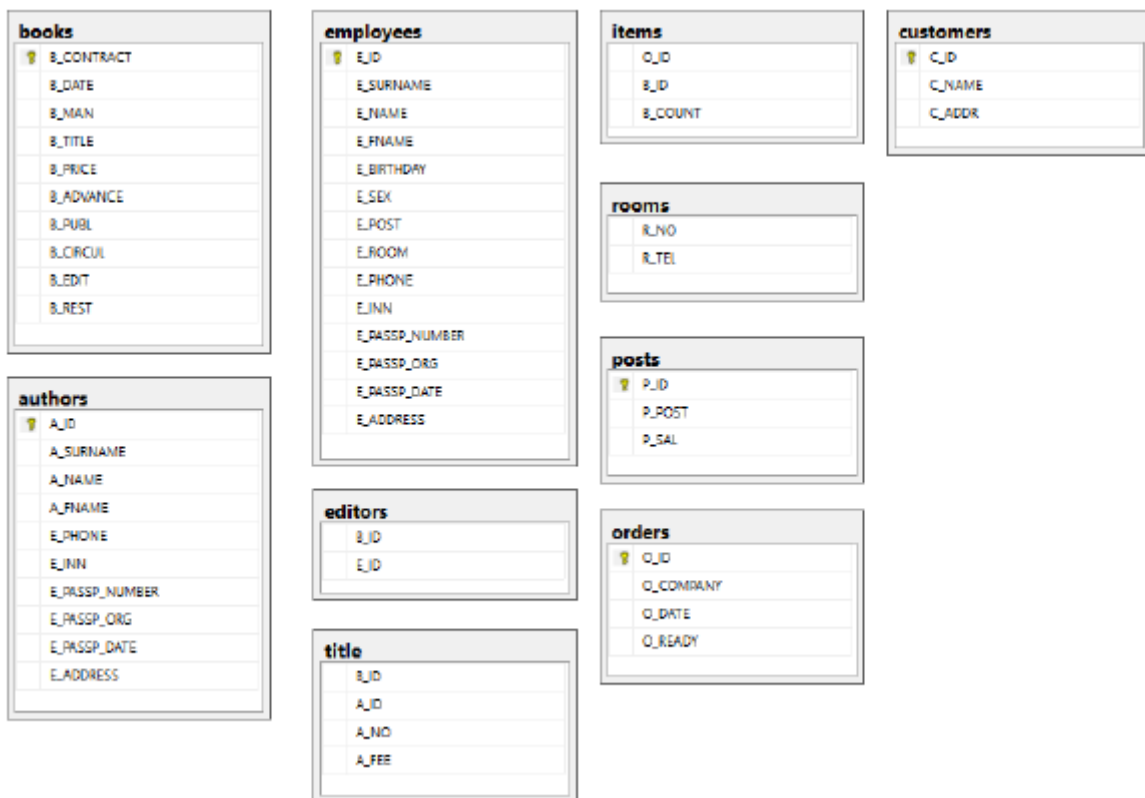 books
B_CONTRACT
B_DATE
B_MAN
B_TITLE
B_PRICE
B_ADVANCE
B_PUBL
B_CIRCUL
B_EDIT
B_REST
authors
A_ID
A_SURNAME
A_NAME
A_FNAME
E_PHONE
E_INN
E_PASSP_NUMBER
E_PASSP_ORG
E_PASSP_DATE
E_ADDRESS
employees
E_ID
E_SURNAME
E_NAME
E_FNAME
E_BIRTHDAY
E_SEX
E_POST
E_ROOM
E_PHONE
E_INN
E_PASSP_NUMBER
E_PASSP_ORG
E_PASSP_DATE
E_ADDRESS
editors
B_ID
E_ID
title
B_ID
A_ID
A_NO
A_FEE
items
O_ID
B_ID
B_COUNT
rooms
R_NO
R_TEL
posts
P_ID
P_POST
P_SAL
orders
O_ID
O_COMPANY
O_DATE
O_READY
customers
C_ID
C_NAME
C_ADDR